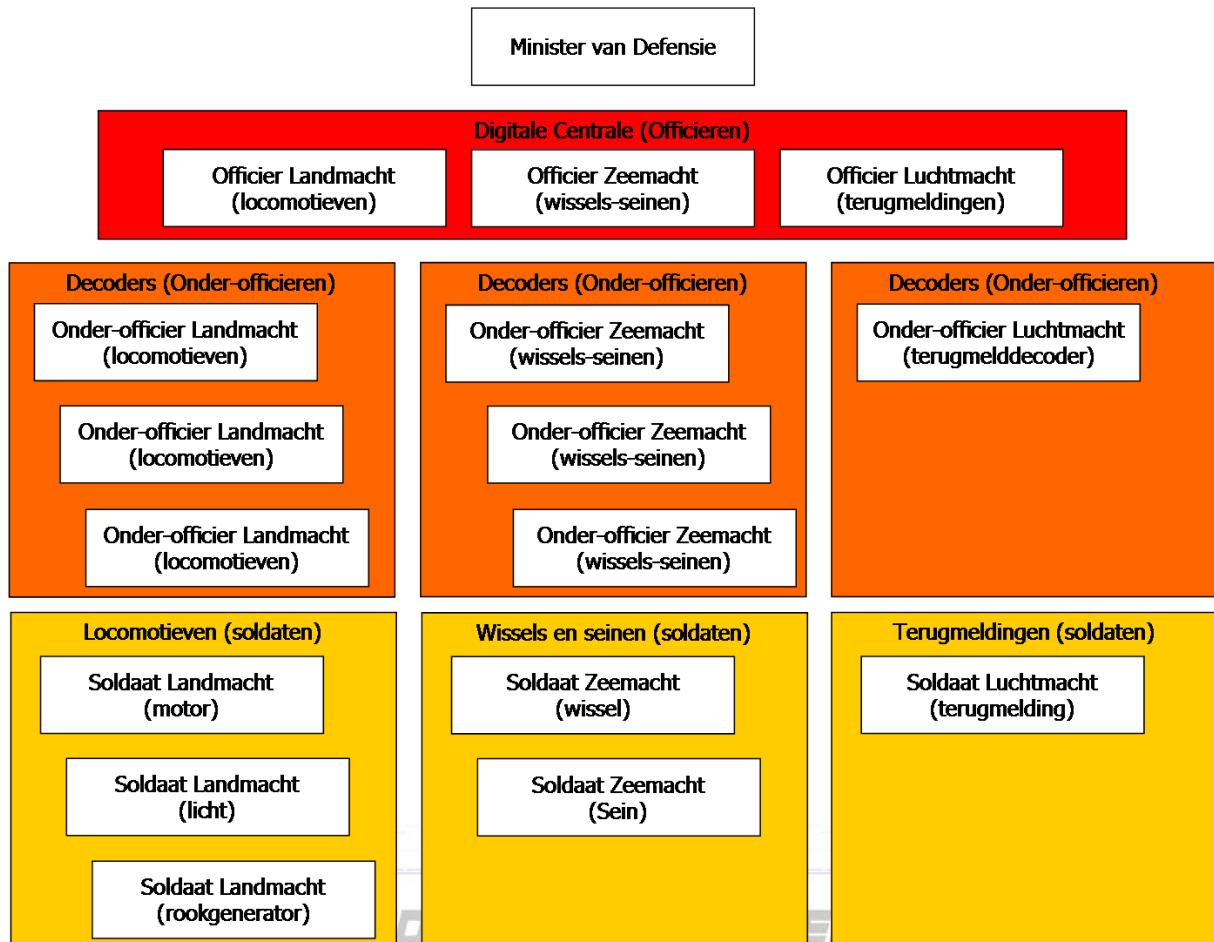 Minister van Defensie
Digitale Centrale (Officieren)
Officier Landmacht
(locomotieven)
Officier Zeemacht
(wissels-seinen)
Officier Luchtmacht
(terugmeldingen)
Decoders (Onder-officieren)
Onder-officier Landmacht
(locomotieven)
Onder-officier Landmacht
(locomotieven)
Onder-officier Landmacht
(locomotieven)
Decoders (Onder-officieren)
Onder-officier Zeemacht
(wissels-seinen)
Onder-officier Zeemacht
(wissels-seinen)
Onder-officier Zeemacht
(wissels-seinen)
Decoders (Onder-officieren)
Onder-officier Luchtmacht
(terugmelddecoder)
Locomotieven (soldaten)
Soldaat Landmacht
(motor)
Soldaat Landmacht
(licht)
Soldaat Landmacht
(rookgenerator)
Wissels en seinen (soldaten)
Soldaat Zeemacht
(wissel)
Soldaat Zeemacht
(Sein)
Terugmeldingen (soldaten)
Soldaat Luchtmacht
(terugmelding)